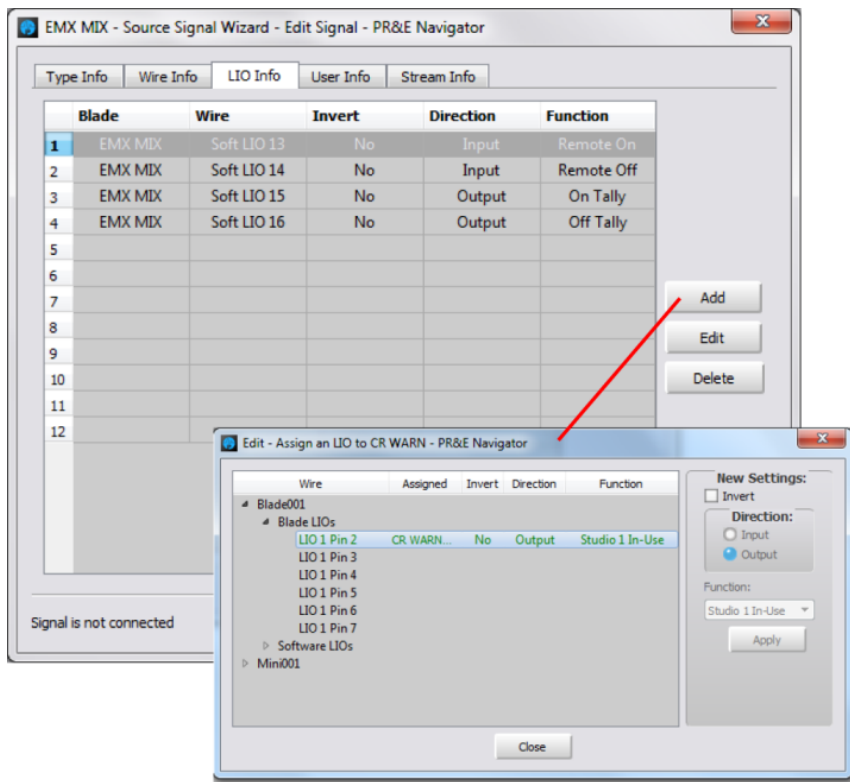 EMX MIX - Source Signal Wizard - Edit Signal - PR&E Navigator
Type Info Wire Info LIO Info User Info Stream Info
Blade Wire Invert Direction Function
1 EMX MIX Soft LIO 13 No Input Remote On
2 EMX MIX Soft LIO 14 No Input Remote Off
3 EMX MIX Soft LIO 15 No Output On Tally
4 EMX MIX Soft LIO 16 No Output Off Tally
5
6
7
8
9
10
11
12
Add
Edit
Delete
Signal is not connected
Edit - Assign an LIO to CR WARN - PR&E Navigator
Wire Assigned Invert Direction Function
Blade001
Blade LIOs
LIO 1 Pin 2 CR WARN... No Output Studio 1 In-Use
LIO 1 Pin 3
LIO 1 Pin 4
LIO 1 Pin 5
LIO 1 Pin 6
LIO 1 Pin 7
Software LIOs
Mini001
New Settings:
Invert
Direction:
Input
Output
Function:
Studio 1 In-Use
Apply
Close